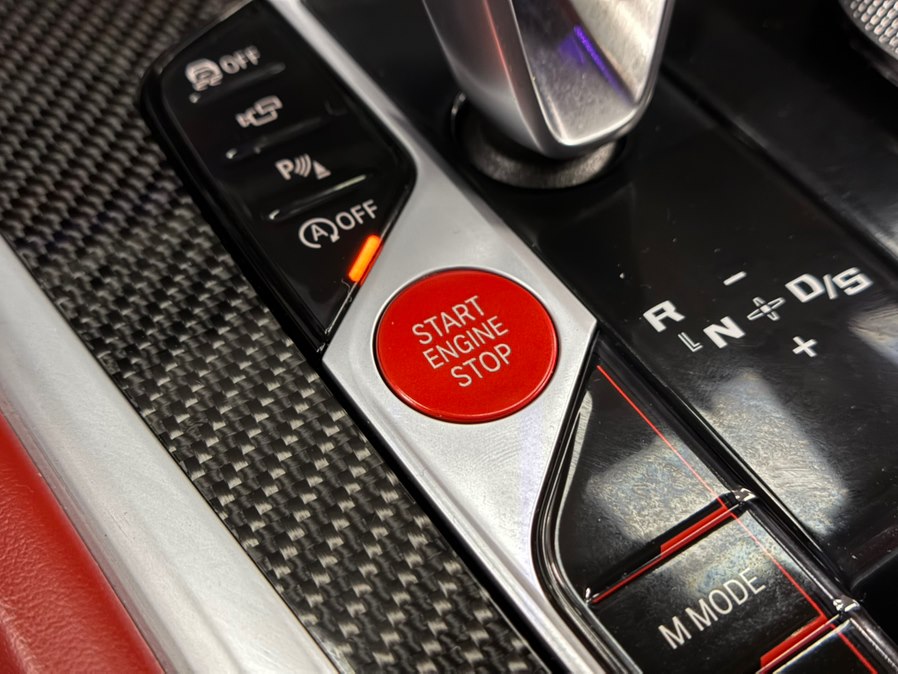 OFF
P
A OFF
START
ENGINE
STOP
R - D/S
N
+
M MODE